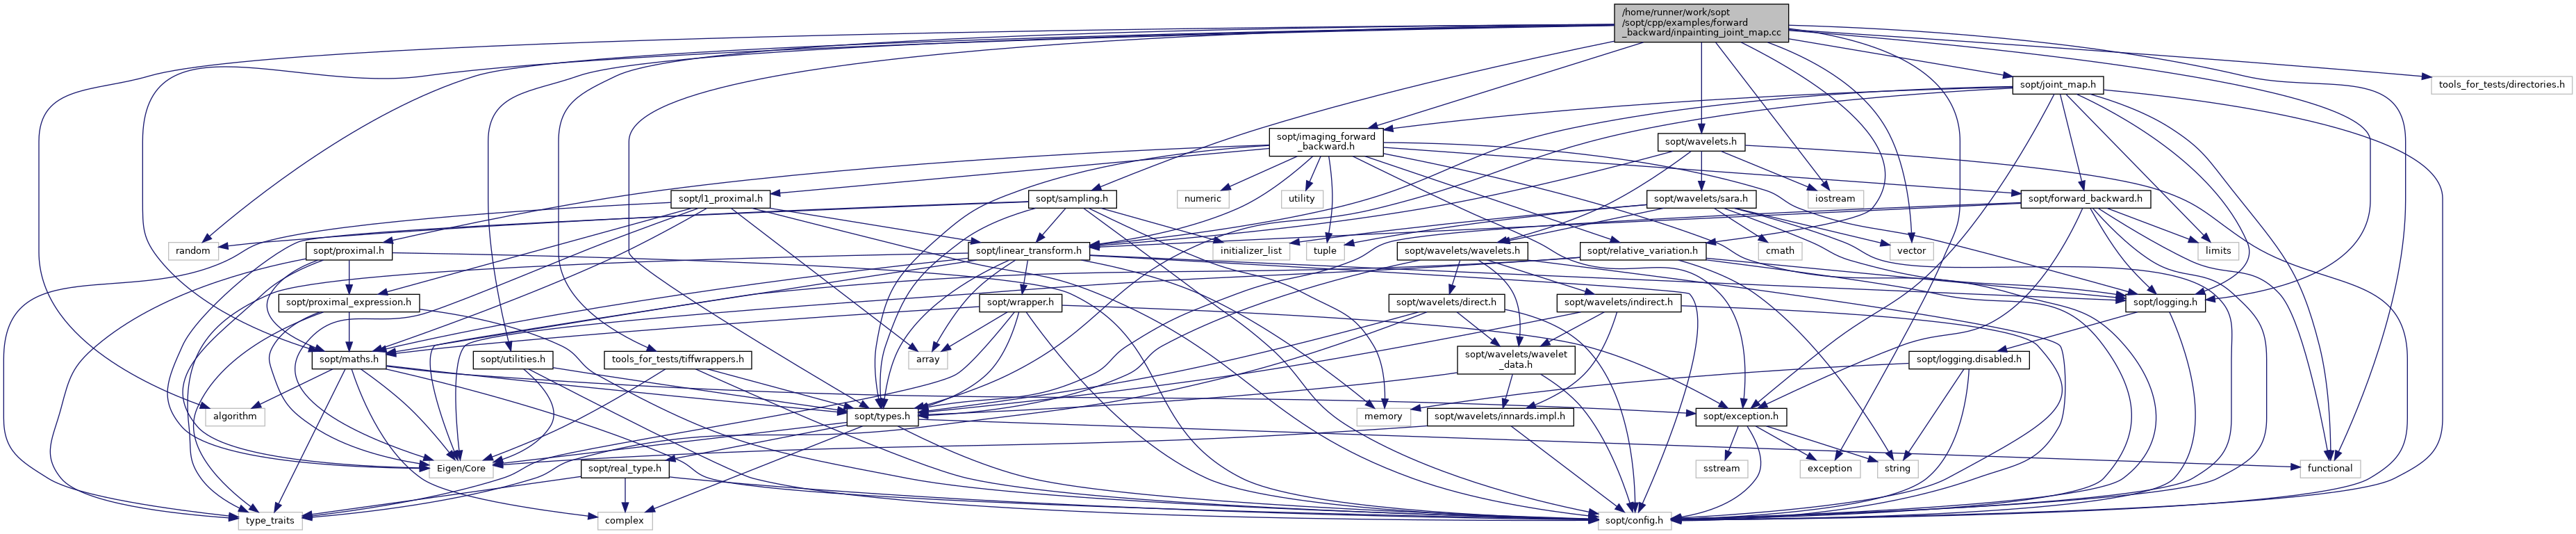 /home/runner/work/sopt
/sopt/cpp/examples/forward
_backward/inpainting_joint_map.cc
sopt/joint_map.h
tools_for_tests/directories.h
sopt/imaging_forward
_backward.h
sopt/wavelets.h
sopt/l1_proximal.h
sopt/sampling.h
numeric
utility
sopt/wavelets/sara.h
iostream
sopt/forward_backward.h
random
sopt/proximal.h
sopt/linear_transform.h
initializer_list
tuple
sopt/wavelets/wavelets.h
cmath
sopt/relative_variation.h
vector
limits
sopt/proximal_expression.h
sopt/wrapper.h
sopt/wavelets/direct.h
sopt/wavelets/indirect.h
sopt/logging.h
sopt/maths.h
sopt/utilities.h
tools_for_tests/tiffwrappers.h
array
sopt/wavelets/wavelet
_data.h
sopt/logging.disabled.h
algorithm
sopt/types.h
memory
sopt/wavelets/innards.impl.h
sopt/exception.h
Eigen/Core
sopt/real_type.h
sstream
exception
string
functional
type_traits
complex
sopt/config.h